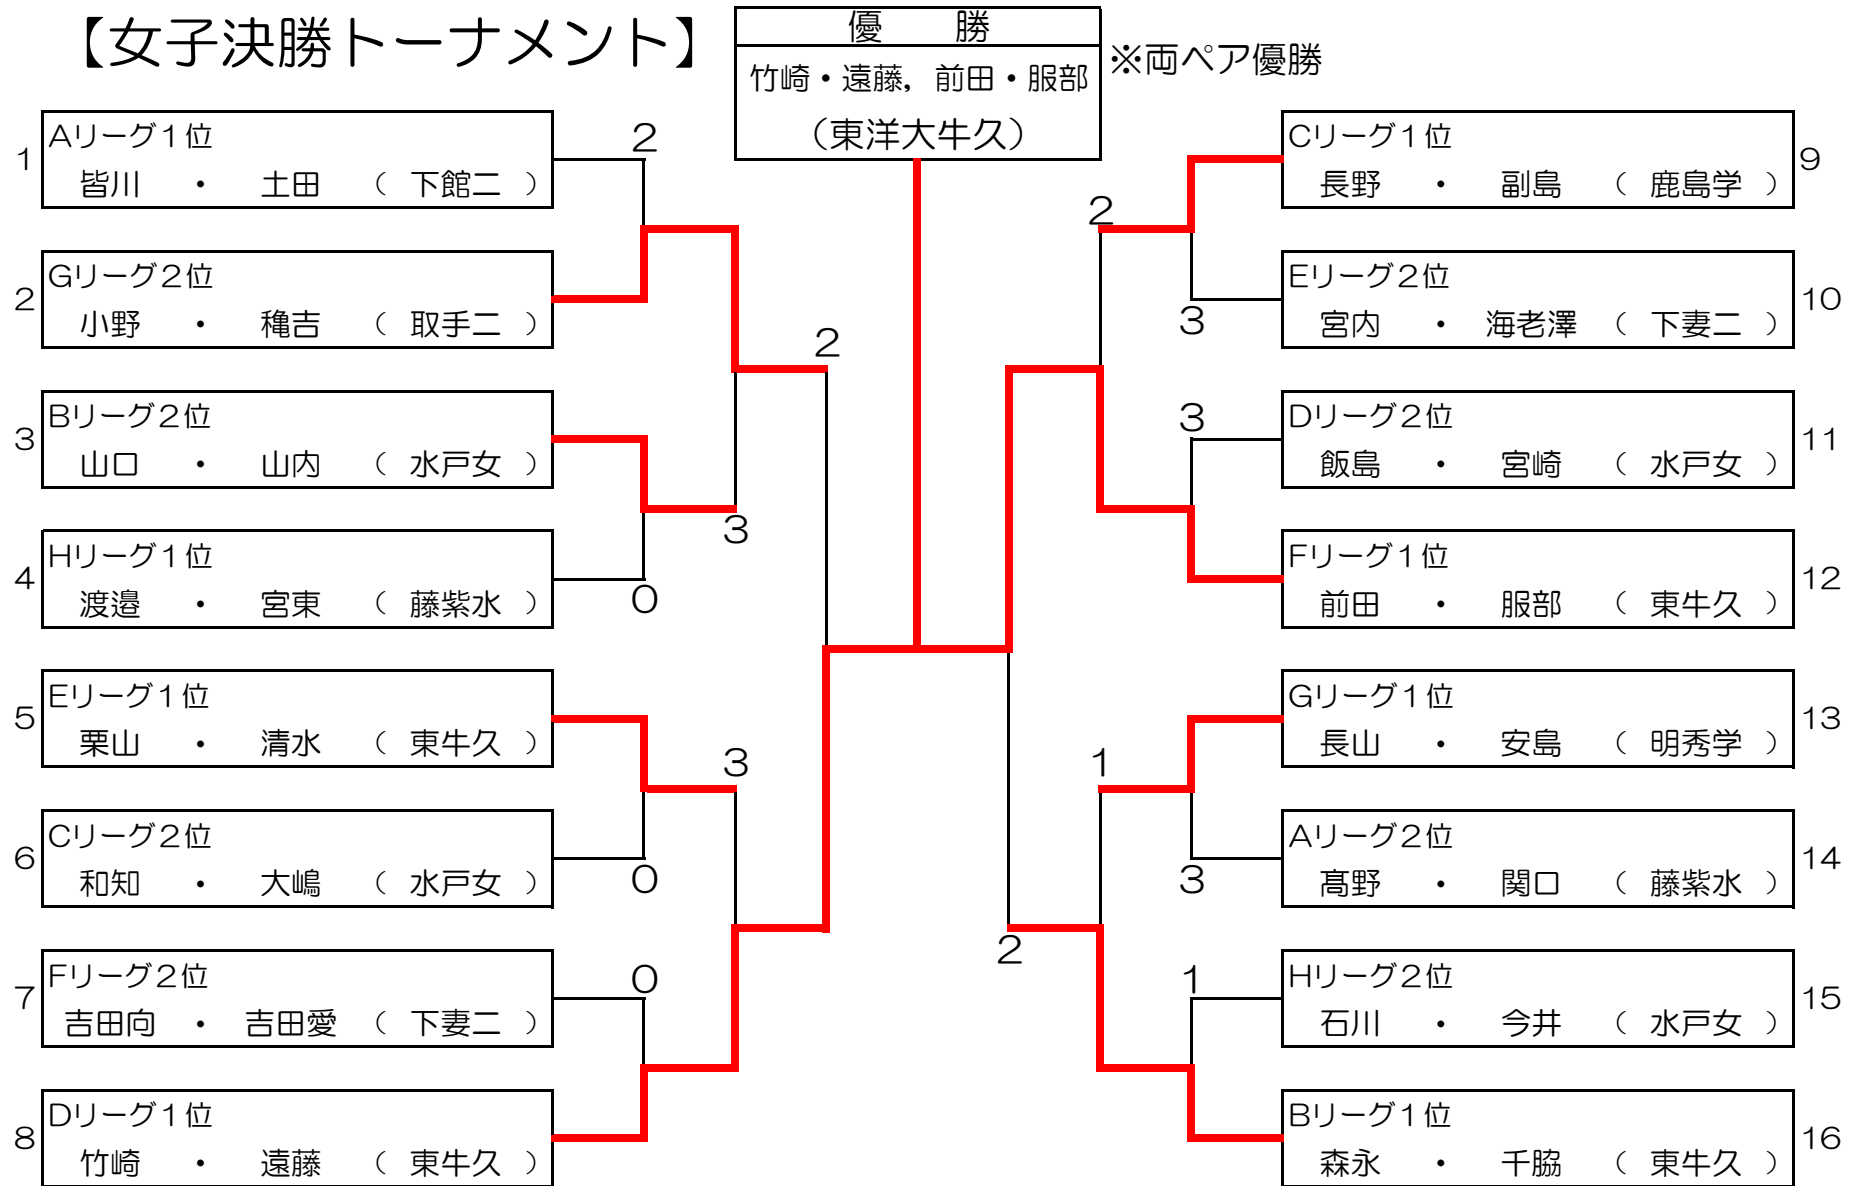 【女子決勝トーナメント】
優　勝
竹崎・遠藤，前田・服部
（東洋大牛久）
※両ペア優勝
1
Aリーグ１位
皆川 ・ 土田 （ 下館二 ）
2
2
Gリーグ２位
小野 ・ 穐吉 （ 取手二 ）
3
Bリーグ２位
山口 ・ 山内 （ 水戸女 ）
3
4
Hリーグ１位
渡邉 ・ 宮東 （ 藤紫水 ）
0
2
5
Eリーグ１位
栗山 ・ 清水 （ 東牛久 ）
3
6
Cリーグ２位
和知 ・ 大嶋 （ 水戸女 ）
0
7
Fリーグ２位
吉田向 ・ 吉田愛 （ 下妻二 ）
0
8
Dリーグ１位
竹崎 ・ 遠藤 （ 東牛久 ）
Cリーグ１位
長野 ・ 副島 （ 鹿島学 ）
9
2
Eリーグ２位
宮内 ・ 海老澤 （ 下妻二 ）
10
3
Dリーグ２位
飯島 ・ 宮崎 （ 水戸女 ）
11
3
Fリーグ１位
前田 ・ 服部 （ 東牛久 ）
12
Gリーグ１位
長山 ・ 安島 （ 明秀学 ）
13
1
Aリーグ２位
髙野 ・ 関口 （ 藤紫水 ）
14
3
2
Hリーグ２位
石川 ・ 今井 （ 水戸女 ）
15
1
Bリーグ１位
森永 ・ 千脇 （ 東牛久 ）
16